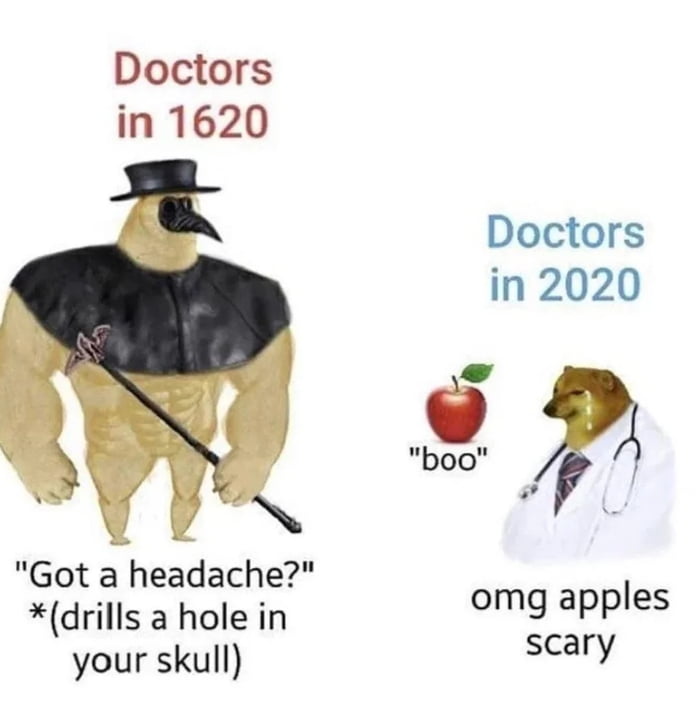 Doctors
in 1620
"Got a headache?"
*(drills a hole in
your skull)
Doctors
in 2020
"boo"
omg apples
scary